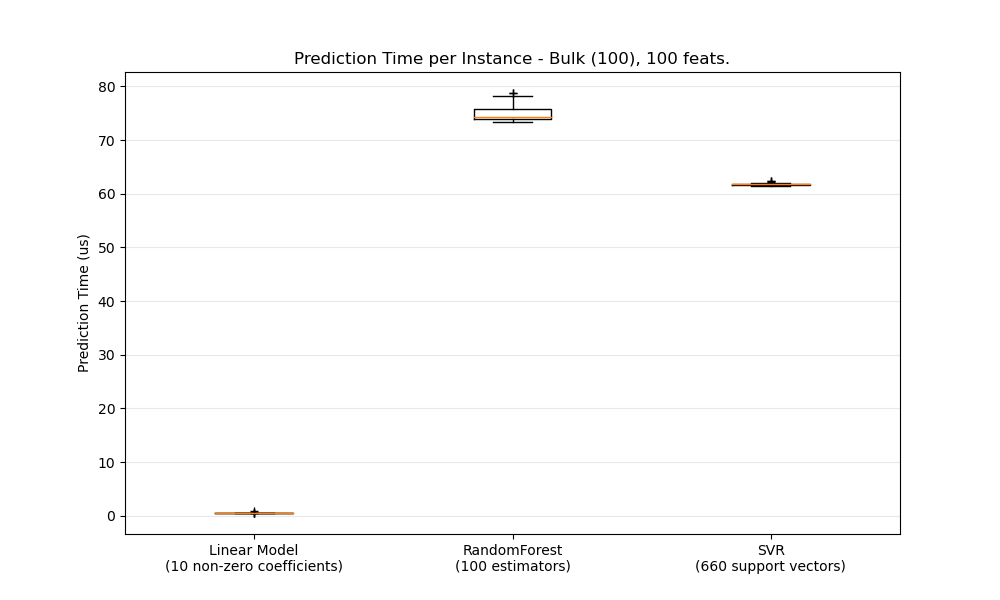 Prediction Time per Instance - Bulk (100), 100 feats.
Prediction Time (us)
80
70
60
50
40
30
20
10
0
Linear Model
(10 non-zero coefficients)
RandomForest
(100 estimators)
SVR
(660 support vectors)